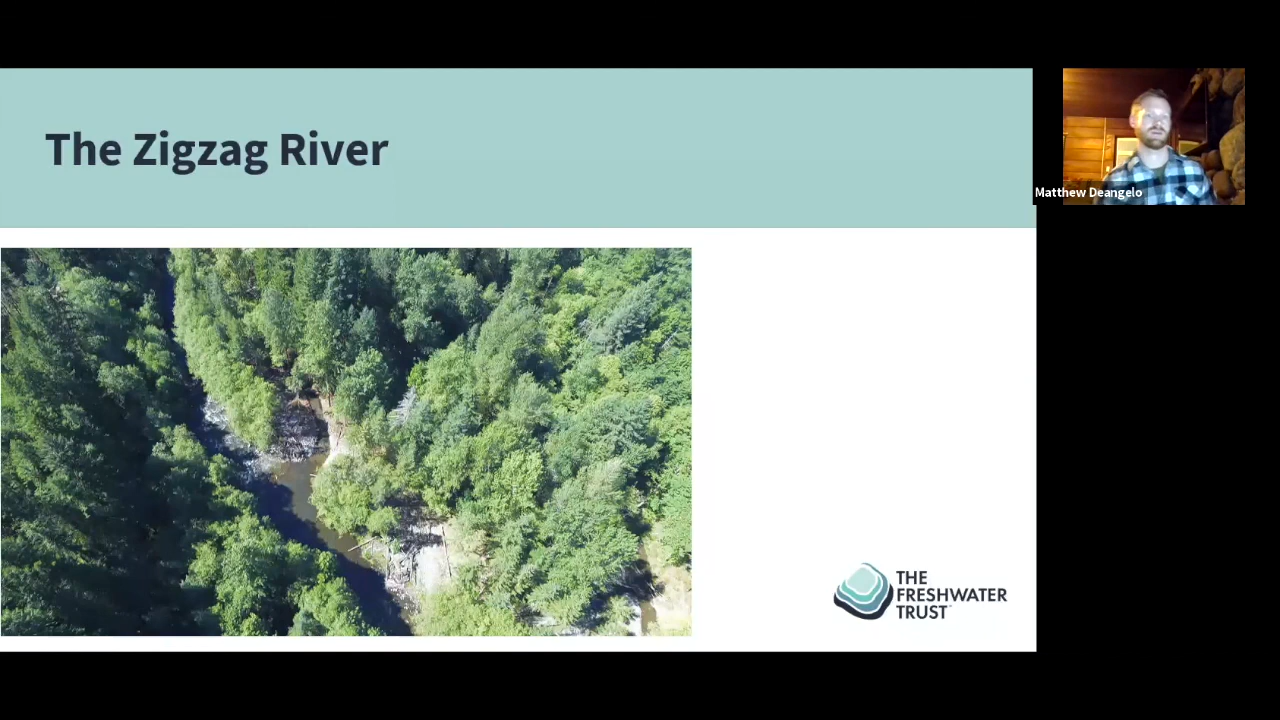 The Zigzag River
Matthew Deangelo
THE
FRESHWATER
TRUST